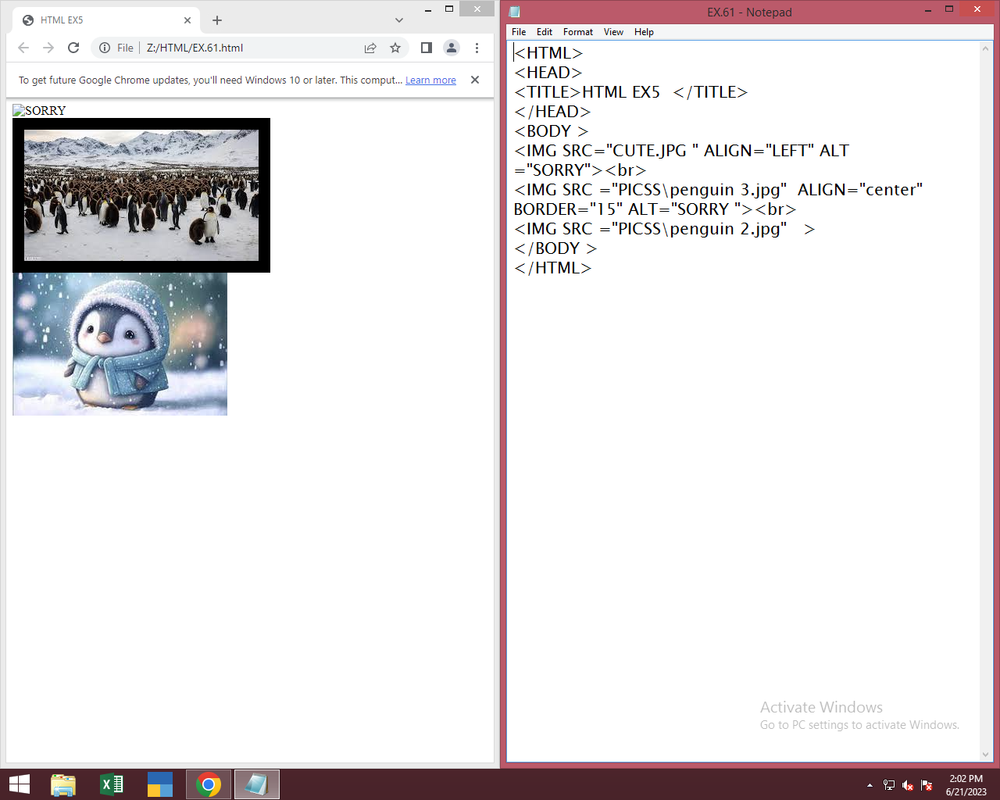 HTML EX5
File
Z:/HTML/EX.61.html
To get future Google Chrome updates, you'll need Windows 10 or later. This comput... Learn more
SORRY
EX.61 - Notepad
File Edit Format View Help
<HTML>
<HEAD>
<TITLE>HTML EX5  </TITLE>
</HEAD>
<BODY >
<IMG SRC="CUTE.JPG " ALIGN="LEFT" ALT
="SORRY"><br>
<IMG SRC ="PICSS\penguin 3.jpg"  ALIGN="center"
BORDER="15" ALT="SORRY "><br>
<IMG SRC ="PICSS\penguin 2.jpg"   >
</BODY >
</HTML>
Activate Windows
Go to PC settings to activate Windows.
2:02 PM
6/21/2023